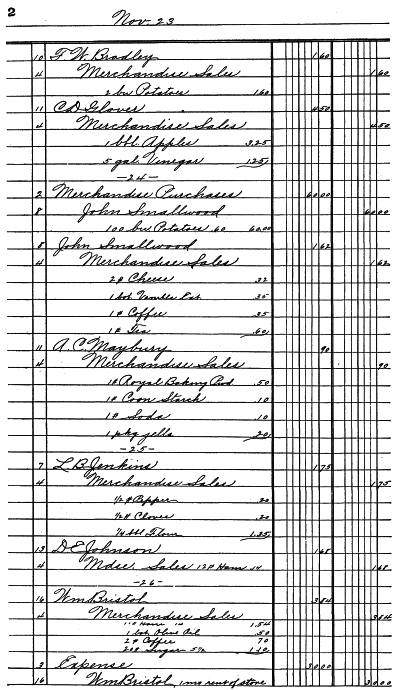 2
Nov. 23
10 F. W. Bradley 1.60
4 Merchandise Sales 1.60
2 bu Potatoes 1.60
11 C. D. Glover 4.50
4 Merchandise Sales 4.50
1 bbl. Apples 3.25
5 gal. Vinegar 1.25
—24—
2 Merchandise Purchases 60.00
8 John Smallwood 60.00
100 bu Potatoes .60 60.00
8 John Smallwood 1.62
4 Merchandise Sales 1.62
2# Cheese .32
1 bot. Ext. .35
1# Coffee .35
1# Tea .60
11 A. C. Maybury .90
4 Merchandise Sales .90
1# Royal Baking Pod .50
1# Corn Starch .10
1# Soda .10
1 pkg jello .20
—25—
7 L. B. Jenkins 1.75
4 Merchandise Sales 1.75
1/2# Pepper .20
1/2# Cloves .20
1/4 bbl Flour 1.35
13 D. E. Johnson 1.68
4 Mdse. Sales 12# Ham .14 1.68
—26—
16 Wm Bristol 3.84
4 Merchandise Sales 3.84
11# Ham .14 1.54
1 bot. Olive Oil .50
2# Coffee .70
20# Sugar 1.10
3 Expense 30.00
16 Wm Bristol 1 mo rent of store 30.00